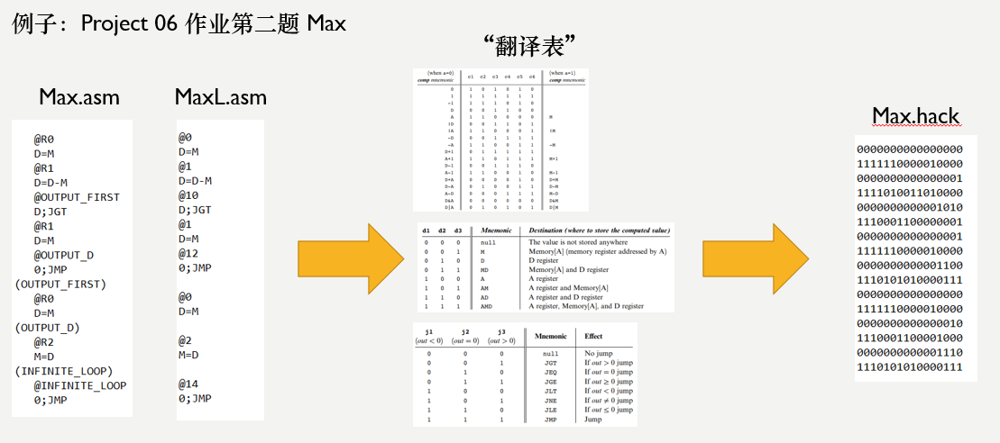 例子：Project 06 作业第二题 Max
“翻译表”
Max.asm
@R0
D=M
@R1
D=D-M
@OUTPUT_FIRST
D;JGT
@R1
D=M
@OUTPUT_D
0;JMP
(OUTPUT_FIRST)
@R0
D=M
(OUTPUT_D)
@R2
M=D
(INFINITE_LOOP)
@INFINITE_LOOP
0;JMP
MaxL.asm
@0
D=M
@1
D=D-M
@10
D;JGT
@1
D=M
@12
0;JMP
@0
D=M
@2
M=D
@14
0;JMP
(when a=0) (when a=1)
comp mnemonic c1 c2 c3 c4 c5 c6 comp mnemonic
0 1 0 1 0 1 0
1 1 1 1 1 1 1
-1 1 1 1 0 1 0
D 0 0 1 1 0 0
A 1 1 0 0 0 0 M
!D 0 0 1 1 0 1
!A 1 1 0 0 0 1 !M
-D 0 0 1 1 1 1
-A 1 1 0 0 1 1 -M
D+1 0 1 1 1 1 1
A+1 1 1 0 1 1 1 M+1
D-1 0 0 1 1 1 0
A-1 1 1 0 0 1 0 M-1
D+A 0 0 0 0 1 0 D+M
D-A 0 1 0 0 1 1 D-M
A-D 0 0 0 1 1 1 M-D
D&A 0 0 0 0 0 0 D&M
D|A 0 1 0 1 0 1 D|M
d1 d2 d3 Mnemonic Destination (where to store the computed value)
0 0 0 null The value is not stored anywhere
0 0 1 M Memory[A] (memory register addressed by A)
0 1 0 D D register
0 1 1 MD Memory[A] and D register
1 0 0 A A register
1 0 1 AM A register and Memory[A]
1 1 0 AD A register and D register
1 1 1 AMD A register, Memory[A], and D register
j1 j2 j3 Mnemonic Effect
(out < 0) (out = 0) (out > 0)
0 0 0 null No jump
0 0 1 JGT If out > 0 jump
0 1 0 JEQ If out = 0 jump
0 1 1 JGE If out ≥ 0 jump
1 0 0 JLT If out < 0 jump
1 0 1 JNE If out ≠ 0 jump
1 1 0 JLE If out ≤ 0 jump
1 1 1 JMP Jump
Max.hack
0000000000000000
1111110000010000
0000000000000001
1111010011010000
0000000000001010
1110001100000001
0000000000000001
1111110000010000
0000000000001100
1110101010000111
0000000000000000
1111110000010000
0000000000000010
1110001100001000
0000000000001110
1110101010000111